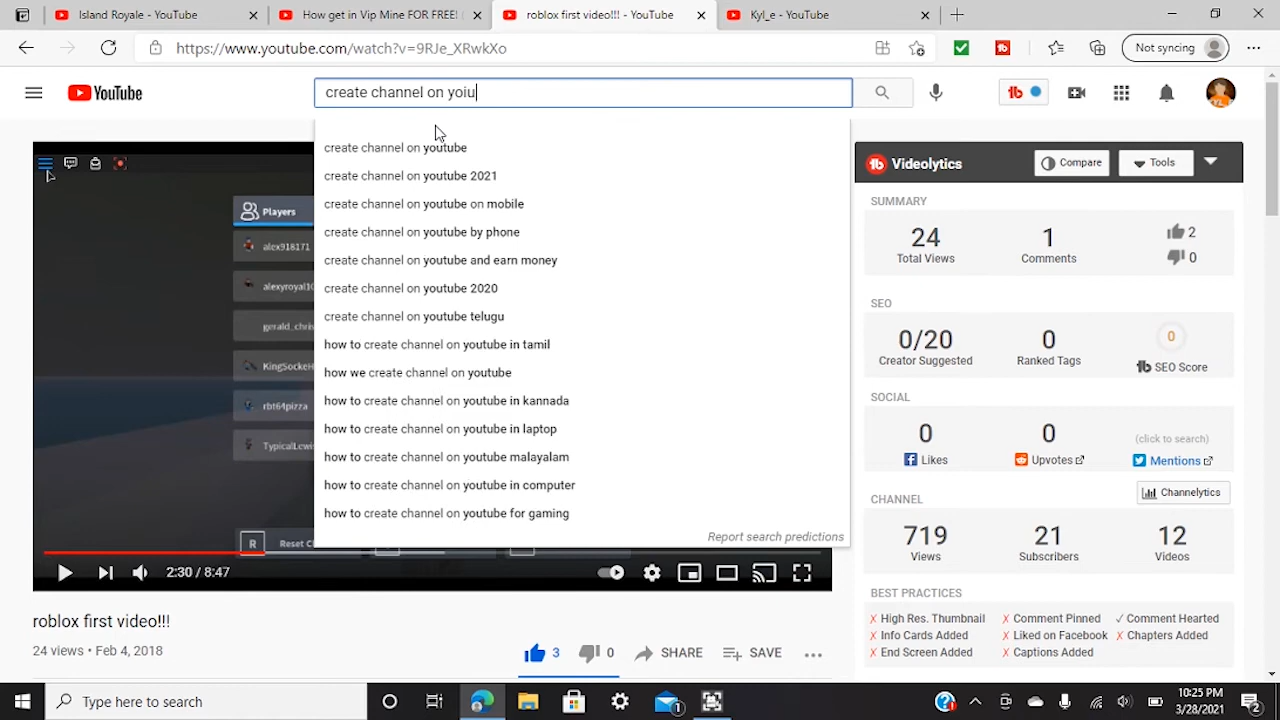 Island Royale - YouTube
How get in Vip Mine FOR FREE!
roblox first video!!! - YouTube
Kyl_e - YouTube
https://www.youtube.com/watch?v=9RJe_XRwkXo
Not syncing
YouTube
create channel on yoiu
create channel on youtube
create channel on youtube 2021
create channel on youtube on mobile
create channel on youtube by phone
create channel on youtube and earn money
create channel on youtube 2020
create channel on youtube telugu
how to create channel on youtube in tamil
how we create channel on youtube
how to create channel on youtube in kannada
how to create channel on youtube in laptop
how to create channel on youtube malayalam
how to create channel on youtube in computer
how to create channel on youtube for gaming
Report search predictions
Players
alex918171
alexyroyal10
gerald_chris
KingSockeH
rbt64pizza
TypicalLewis
R Reset Ch
2:30 / 8:47
roblox first video!!!
24 views • Feb 4, 2018
3 0 SHARE SAVE
Videolytics Compare Tools
SUMMARY
24 1 2
Total Views Comments 0
SEO
0/20 0 0
Creator Suggested Ranked Tags SEO Score
SOCIAL
0 0 (click to search)
Likes Upvotes Mentions
CHANNEL Channelytics
719 21 12
Views Subscribers Videos
BEST PRACTICES
✗ High Res. Thumbnail ✗ Comment Pinned ✓ Comment Hearted
✗ Info Cards Added ✗ Liked on Facebook ✗ Chapters Added
✗ End Screen Added ✗ Captions Added
Type here to search
1
10:25 PM
3/28/2021
2